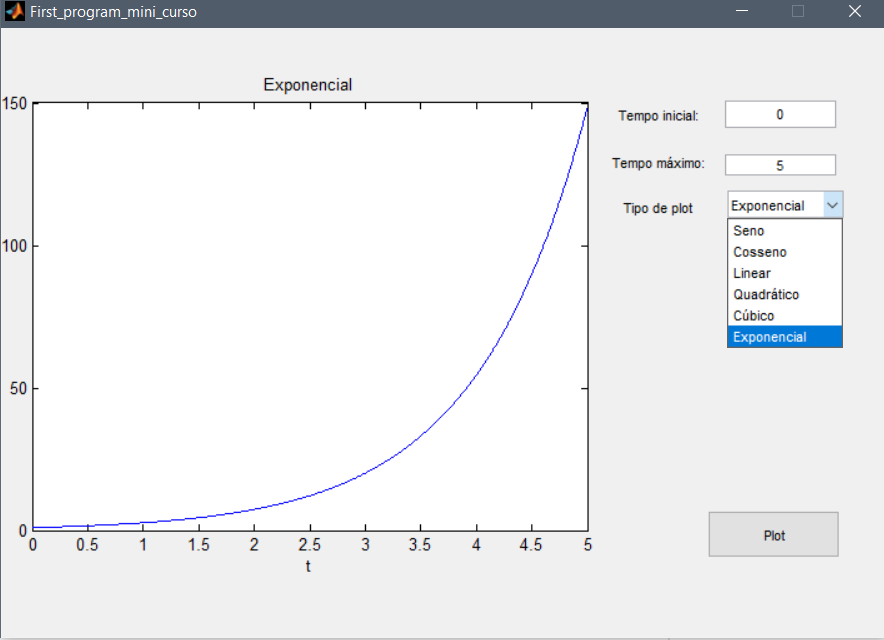 First_program_mini_curso
Exponencial
150
100
50
0
0 0.5 1 1.5 2 2.5 3 3.5 4 4.5 5
t
Tempo inicial: 0
Tempo máximo: 5
Tipo de plot Exponencial
Seno
Cosseno
Linear
Quadrático
Cúbico
Exponencial
Plot